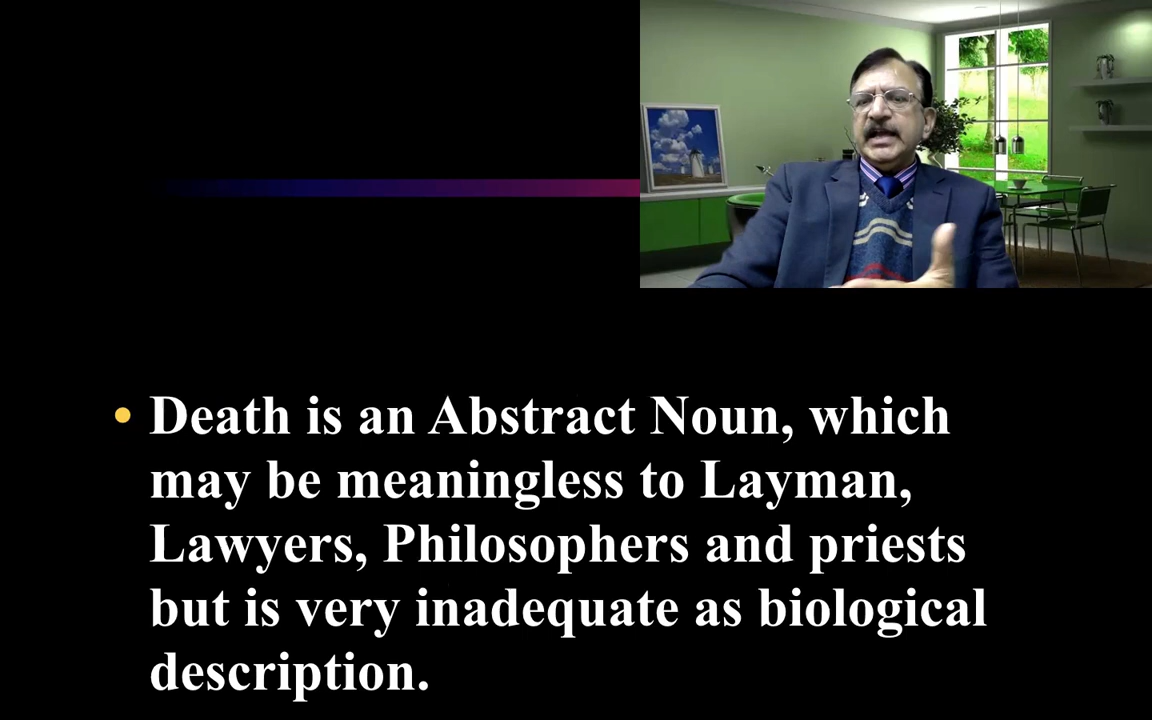 • Death is an Abstract Noun, which
may be meaningless to Layman,
Lawyers, Philosophers and priests
but is very inadequate as biological
description.